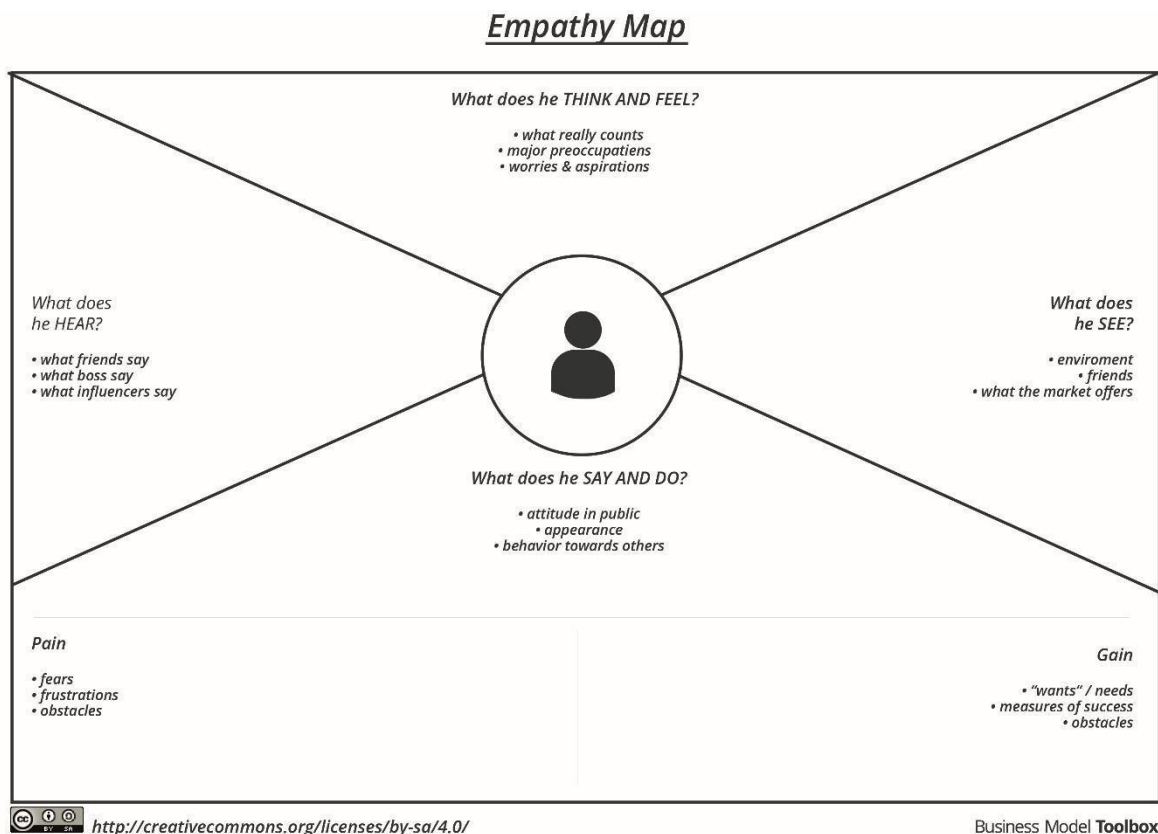 Empathy Map
What does he THINK AND FEEL?
• what really counts
• major preoccupatiens
• worries & aspirations
What does
he HEAR?
• what friends say
• what boss say
• what influencers say
What does
he SEE?
• enviroment
• friends
• what the market offers
What does he SAY AND DO?
• attitude in public
• appearance
• behavior towards others
Pain
• fears
• frustrations
• obstacles
Gain
• “wants“ / needs
• measures of success
• obstacles
cc BY SA http://creativecommons.org/licenses/by-sa/4.0/
Business Model Toolbox